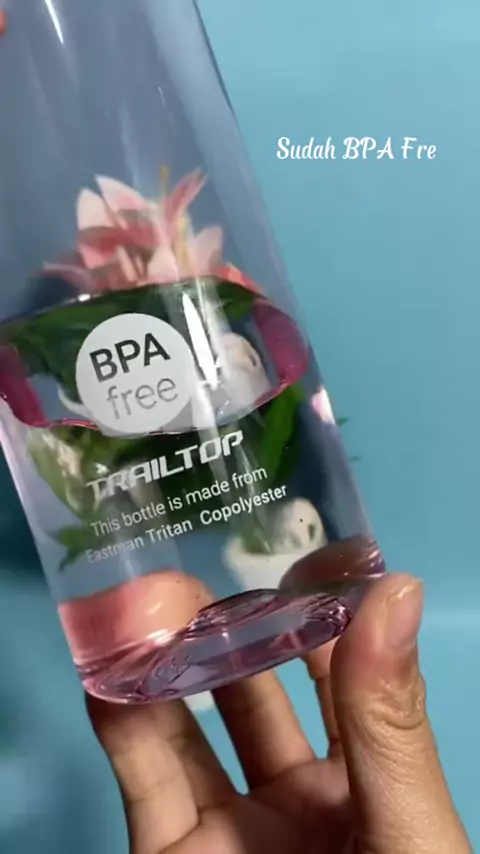 Sudah BPA Fre
BPA
free
TRAILTOP
This bottle is made from
Eastman Tritan Copolyester